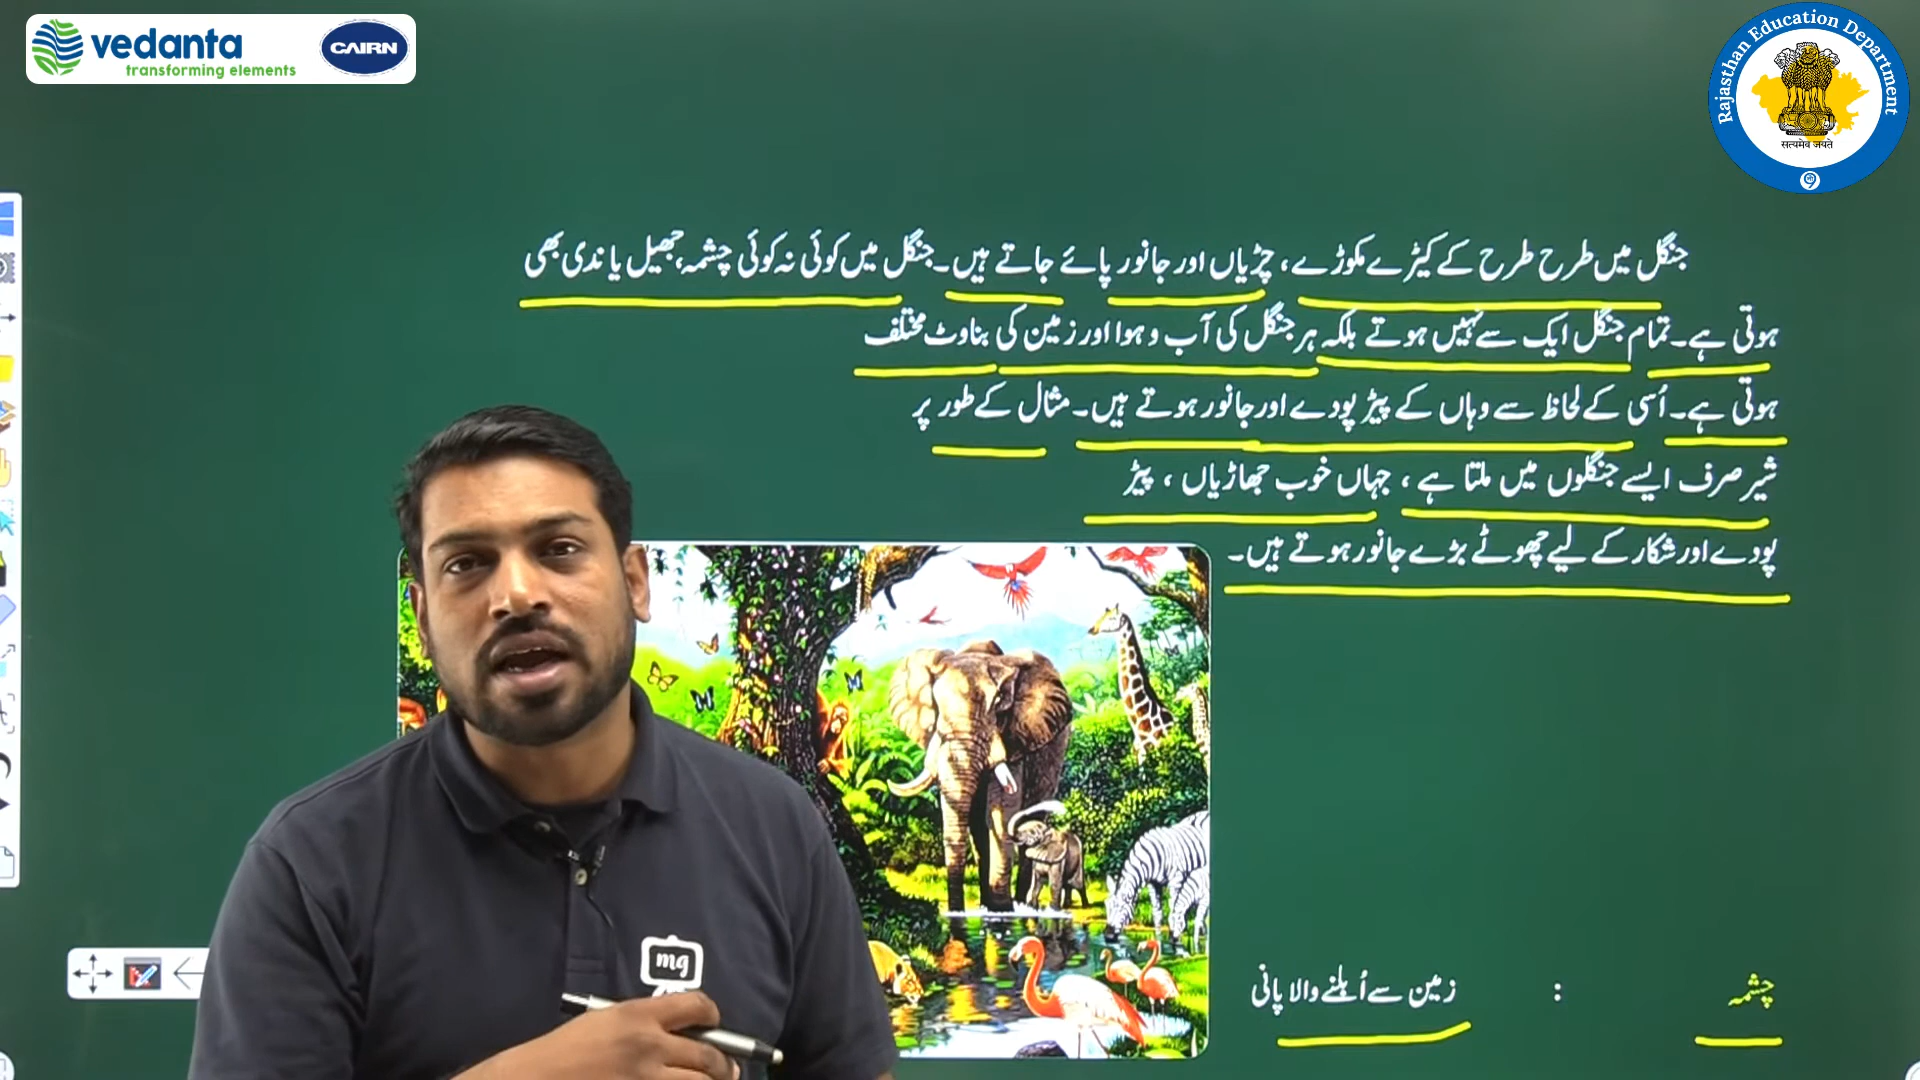 vedanta
transforming elements
CAIRN
Rajasthan Education Department
सत्यमेव जयते
جنگل میں طرح طرح کے کیڑے مکوڑے، چڑیاں اور جانور پائے جاتے ہیں۔ جنگل میں کوئی نہ کوئی چشمہ، جھیل یا ندی بھی
ہوتی ہے۔ تمام جنگل ایک سے نہیں ہوتے بلکہ ہر جنگل کی آب و ہوا اور زمین کی بناوٹ مختلف
ہوتی ہے۔ اُسی کے لحاظ سے وہاں کے پیڑ پودے اور جانور ہوتے ہیں۔ مثال کے طور پر
شیر صرف ایسے جنگلوں میں ملتا ہے، جہاں خوب جھاڑیاں، پیڑ
پودے اور شکار کے لیے چھوٹے بڑے جانور ہوتے ہیں۔
mg
چشمہ : زمین سے اُبلنے والا پانی